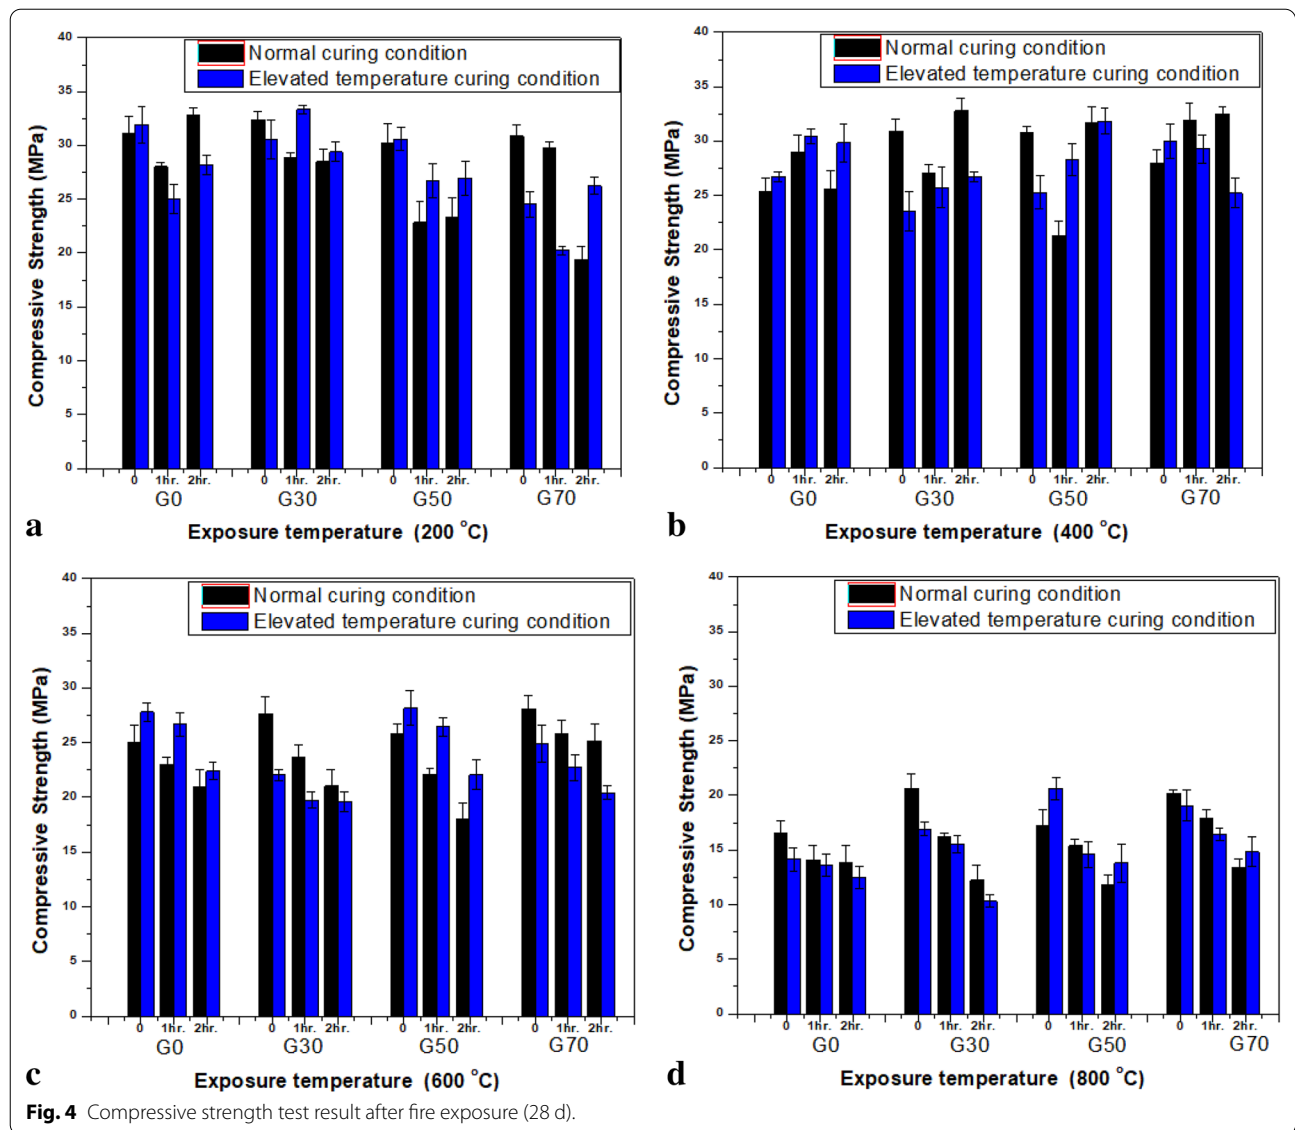 40
35
30
25
20
15
10
5
0
Compressive Strength (MPa)
Normal curing condition
Elevated temperature curing condition
0 1hr. 2hr. 0 1hr. 2hr. 0 1hr. 2hr. 0 1hr. 2hr.
G0 G30 G50 G70
a
Exposure temperature (200 °C)
40
35
30
25
20
15
10
5
0
Compressive Strength (MPa)
Normal curing condition
Elevated temperature curing condition
0 1hr. 2hr. 0 1hr. 2hr. 0 1hr. 2hr. 0 1hr. 2hr.
G0 G30 G50 G70
b
Exposure temperature (400 °C)
40
35
30
25
20
15
10
5
0
Compressive Strength (MPa)
Normal curing condition
Elevated temperature curing condition
0 1hr. 2hr. 0 1hr. 2hr. 0 1hr. 2hr. 0 1hr. 2hr.
G0 G30 G50 G70
c
Exposure temperature (600 °C)
40
35
30
25
20
15
10
5
0
Compressive Strength (MPa)
Normal curing condition
Elevated temperature curing condition
0 1hr. 2hr. 0 1hr. 2hr. 0 1hr. 2hr. 0 1hr. 2hr.
G0 G30 G50 G70
d
Exposure temperature (800 °C)
Fig. 4 Compressive strength test result after fire exposure (28 d).